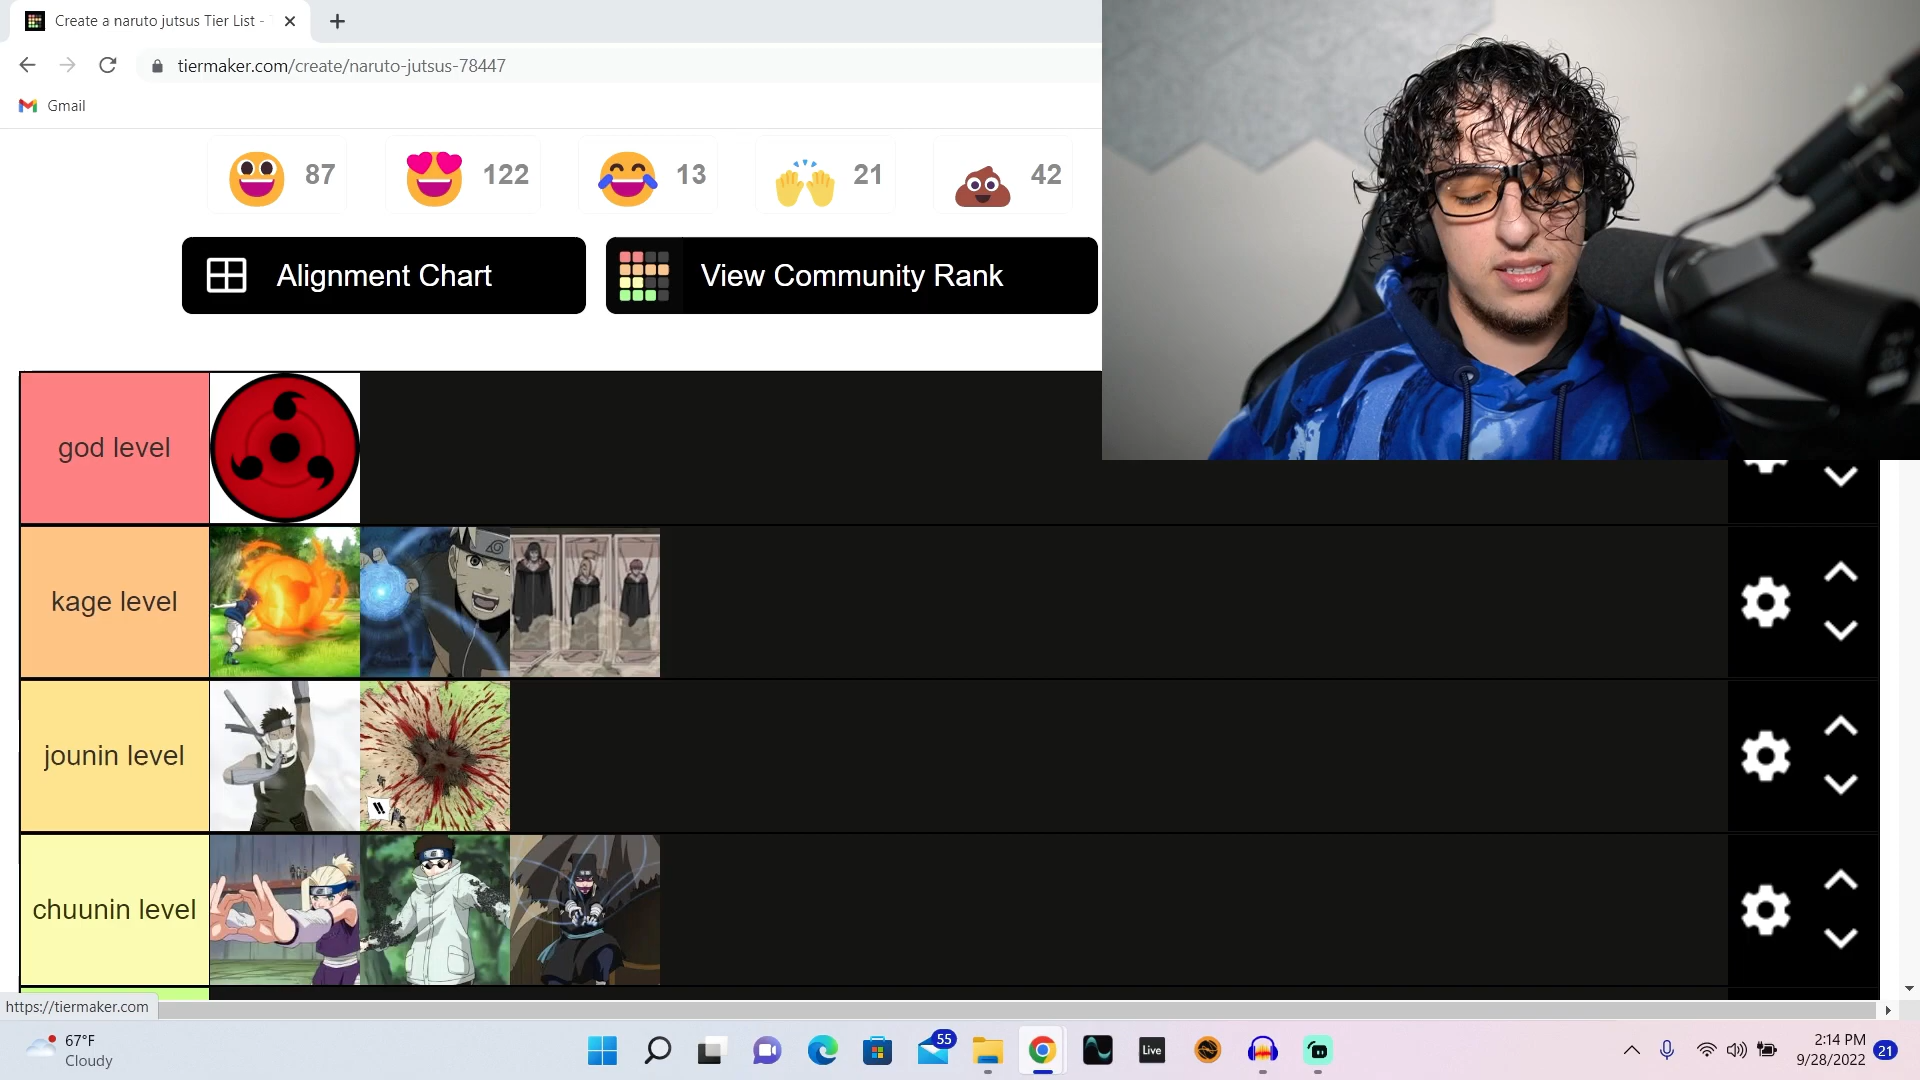 Create a naruto jutsus Tier List -
tiermaker.com/create/naruto-jutsus-78447
Gmail
87
122
13
21
42
Alignment Chart
View Community Rank
god level
kage level
jounin level
chuunin level
https://tiermaker.com
67°F
Cloudy
55
Live
2:14 PM
9/28/2022
21